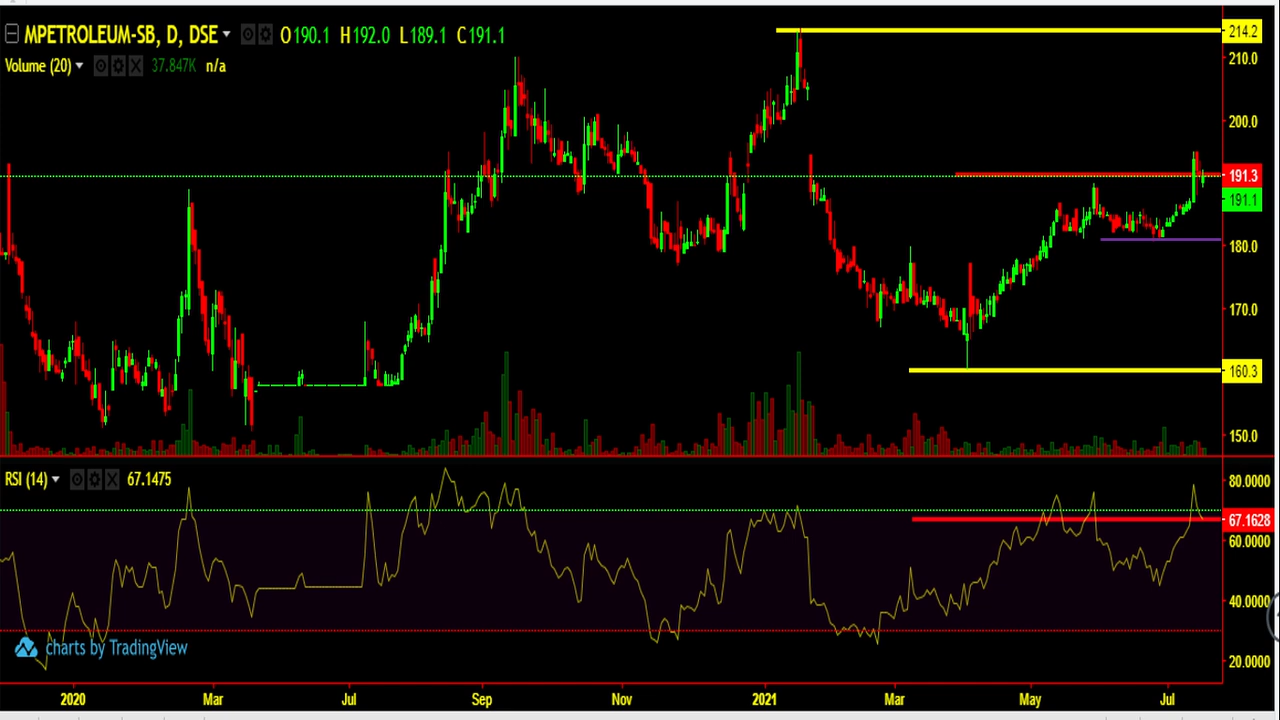 MPETROLEUM-SB, D, DSE O190.1 H192.0 L189.1 C191.1
Volume (20) 37.847K n/a
214.2
210.0
200.0
191.3
191.1
180.0
170.0
160.3
150.0
RSI (14) 67.1475
80.0000
67.1628
60.0000
40.0000
20.0000
charts by TradingView
2020 Mar Jul Sep Nov 2021 Mar May Jul